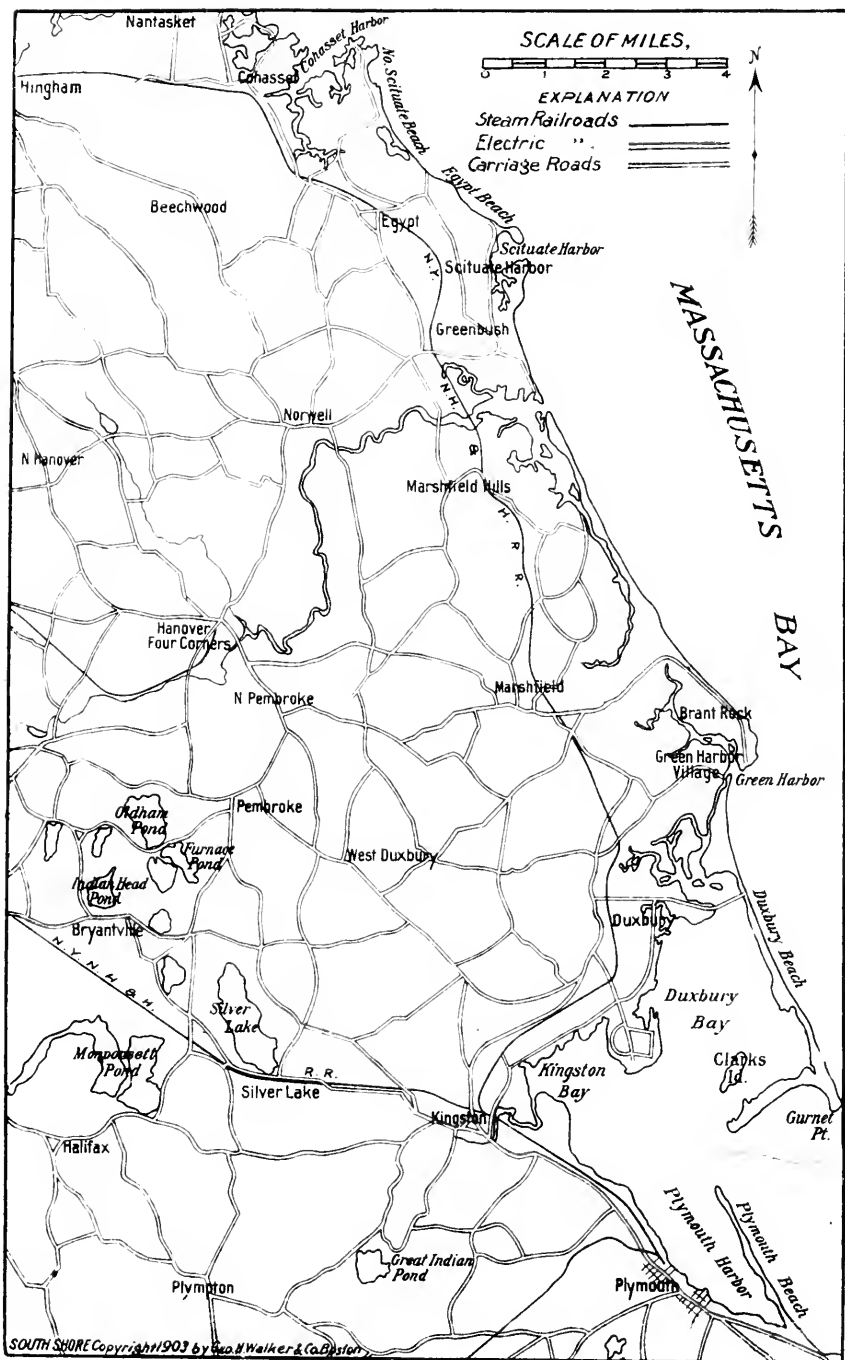 Nantasket
Cohasset Harbor
Cohasset
Hingham
No. Scituate Beach
SCALE OF MILES,
0 1 2 3 4
N
EXPLANATION
Steam Railroads
Electric ".
Carriage Roads
Beechwood
Egypt Beach
Egypt
Scituate Harbor
Scituate Harbor
N.Y.
Greenbush
MASSACHUSETTS
BAY
N.H.
Norwell
&
N Hanover
Marshfield Hills
H. R. R.
Hanover
Four Corners
Marshfield
N Pembroke
Brant Rock
Green Harbor
Village
Green Harbor
Oldham
Pond
Pembroke
Furnace
Pond
West Duxbury
Indian Head
Pond
Duxbury Beach
Bryantville
Duxbury
N.Y. N H & H.
Silver
Lake
Duxbury
Bay
Monponsett
Pond
R. R.
Silver Lake
Kingston
Bay
Clarks
Id.
Kingston
Gurnet
Pt.
Halifax
Plymouth Harbor
Plymouth Beach
Great Indian
Pond
Plympton
Plymouth
SOUTH SHORE Copyright 1903 by Geo. H Walker & Co. Boston